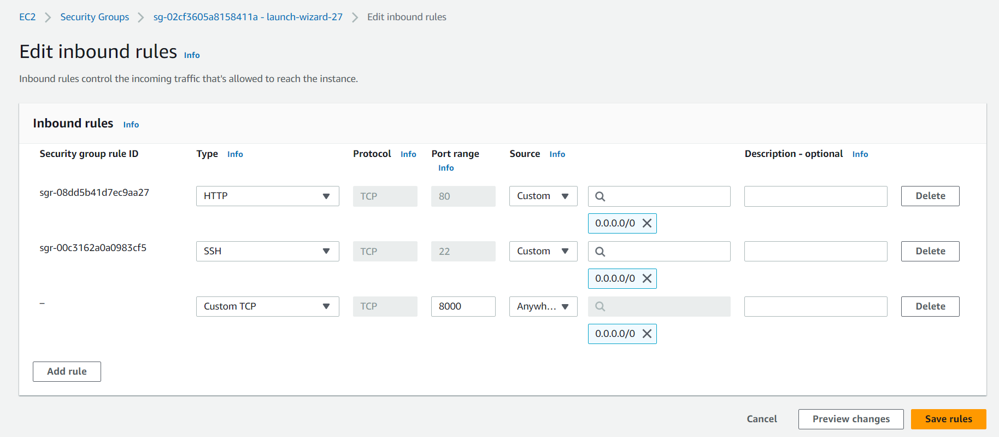 EC2 > Security Groups > sg-02cf3605a8158411a - launch-wizard-27 > Edit inbound rules
Edit inbound rules Info
Inbound rules control the incoming traffic that's allowed to reach the instance.
Inbound rules Info
Security group rule ID Type Info Protocol Info Port range Source Info Description - optional Info
Info
sgr-08dd5b41d7ec9aa27 HTTP TCP 80 Custom Delete
0.0.0.0/0
sgr-00c3162a0a0983cf5 SSH TCP 22 Custom Delete
0.0.0.0/0
– Custom TCP TCP 8000 Anywh... Delete
0.0.0.0/0
Add rule
Cancel Preview changes Save rules